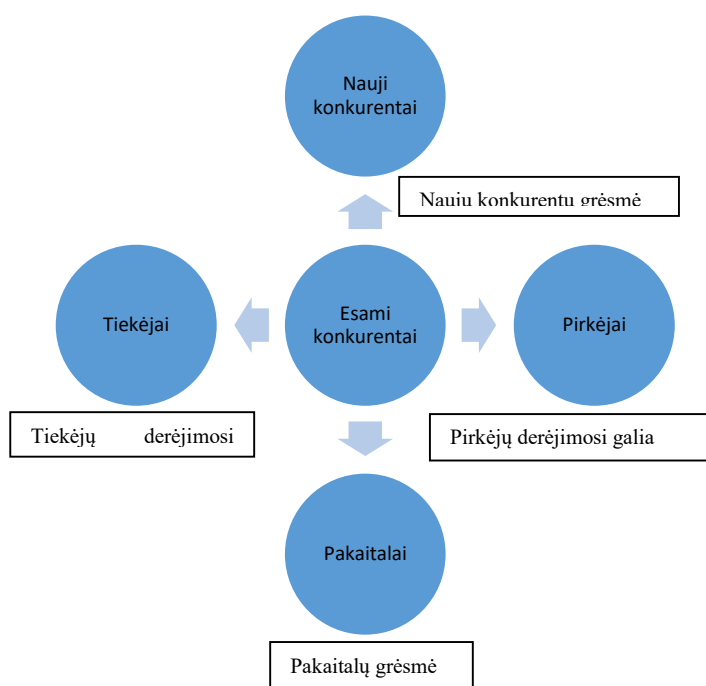 Nauji
konkurentai
Naujų konkurentų grėsmė
Tiekėjai
Esami
konkurentai
Pirkėjai
Tiekėjų derėjimosi
Pirkėjų derėjimosi galia
Pakaitalai
Pakaitalų grėsmė